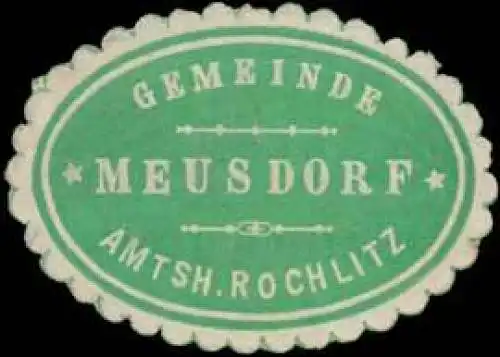 GEMEINDE
* MEUSDORF *
AMTSH. ROCHLITZ